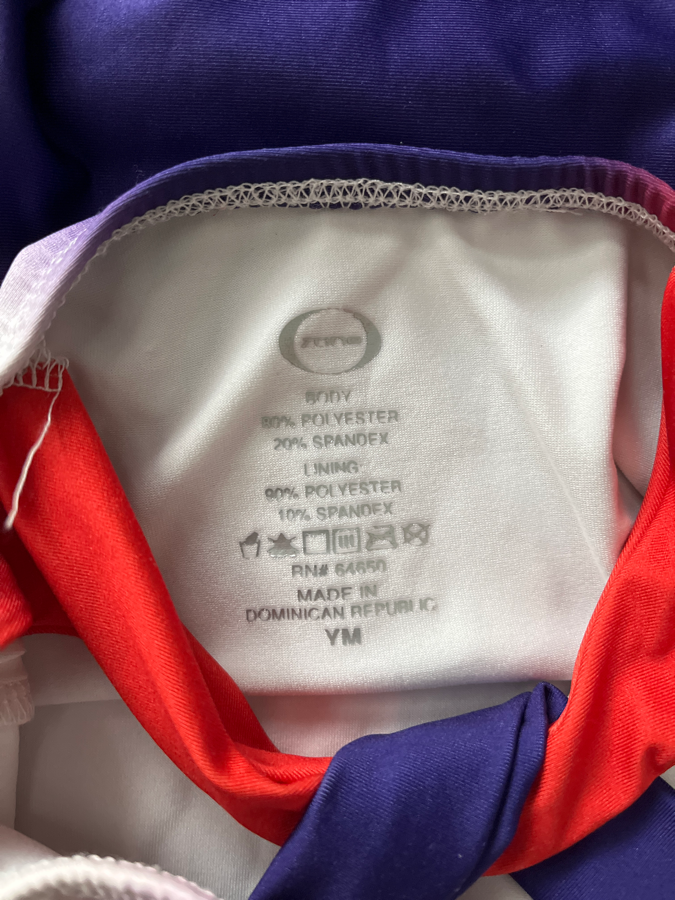 BODY
80% POLYESTER
20% SPANDEX
LINING:
90% POLYESTER
10% SPANDEX
RN# 64650
MADE IN
DOMINICAN REPUBLIC
YM